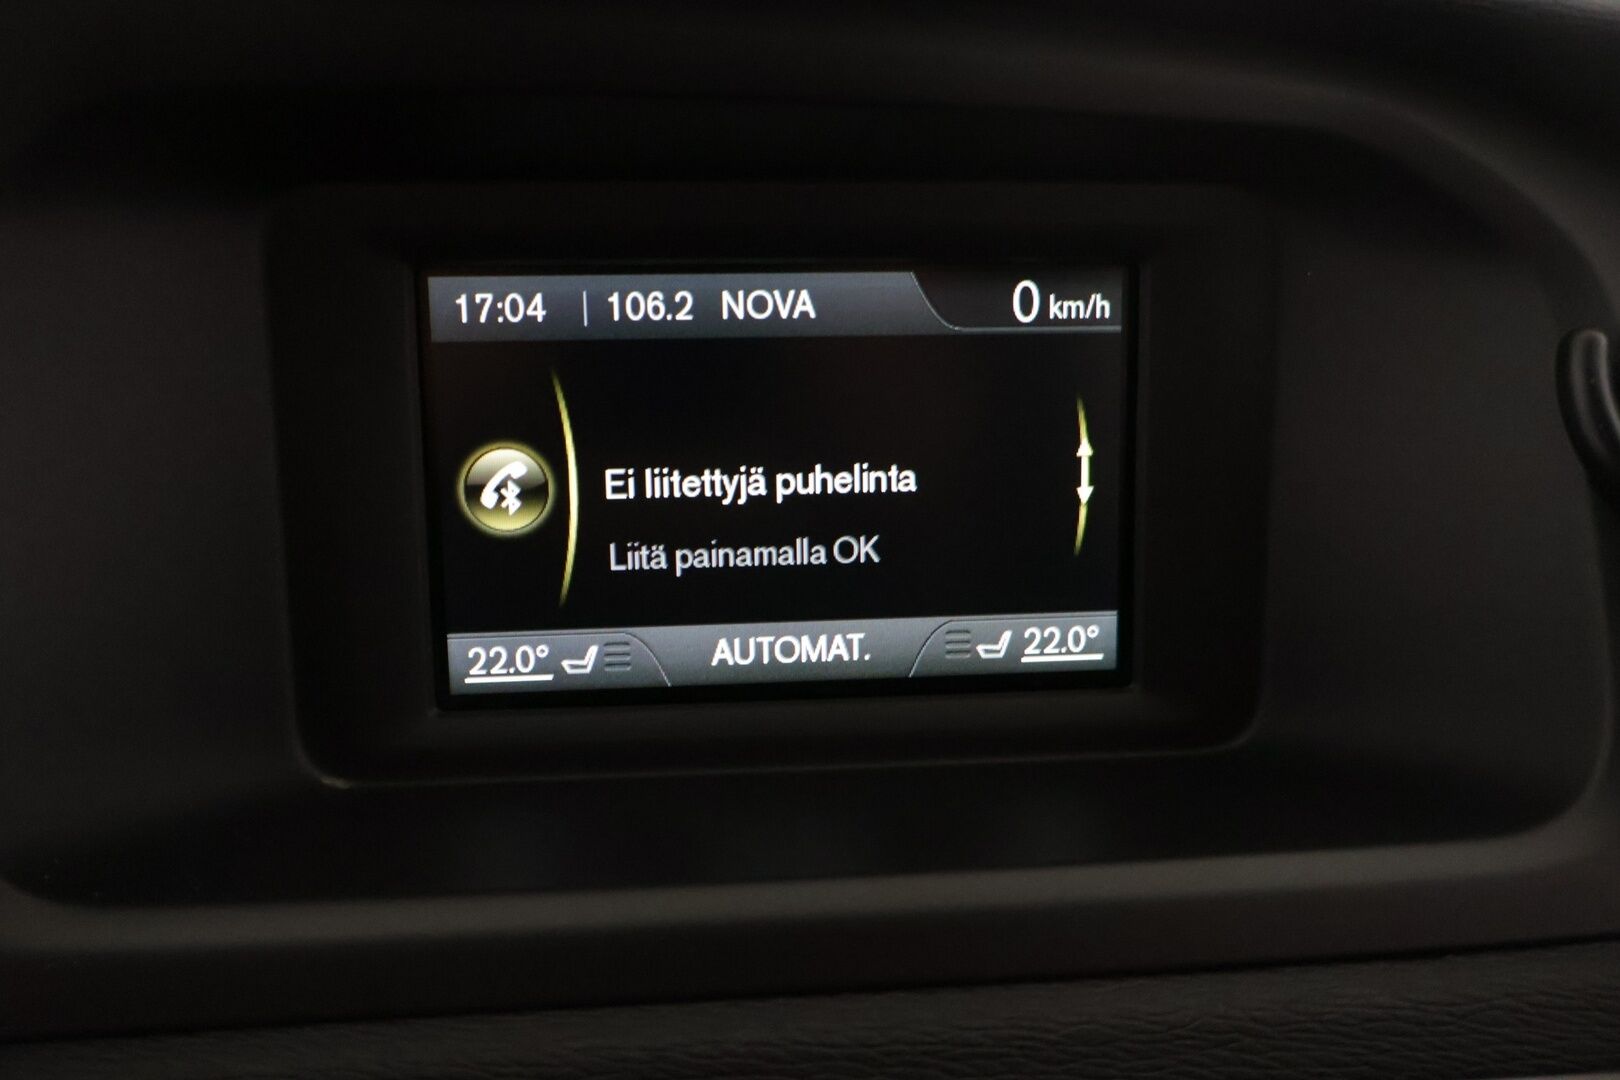 17:04 | 106.2 NOVA 0 km/h
Ei liitettyjä puhelinta
Liitä painamalla OK
22.0° AUTOMAT. 22.0°